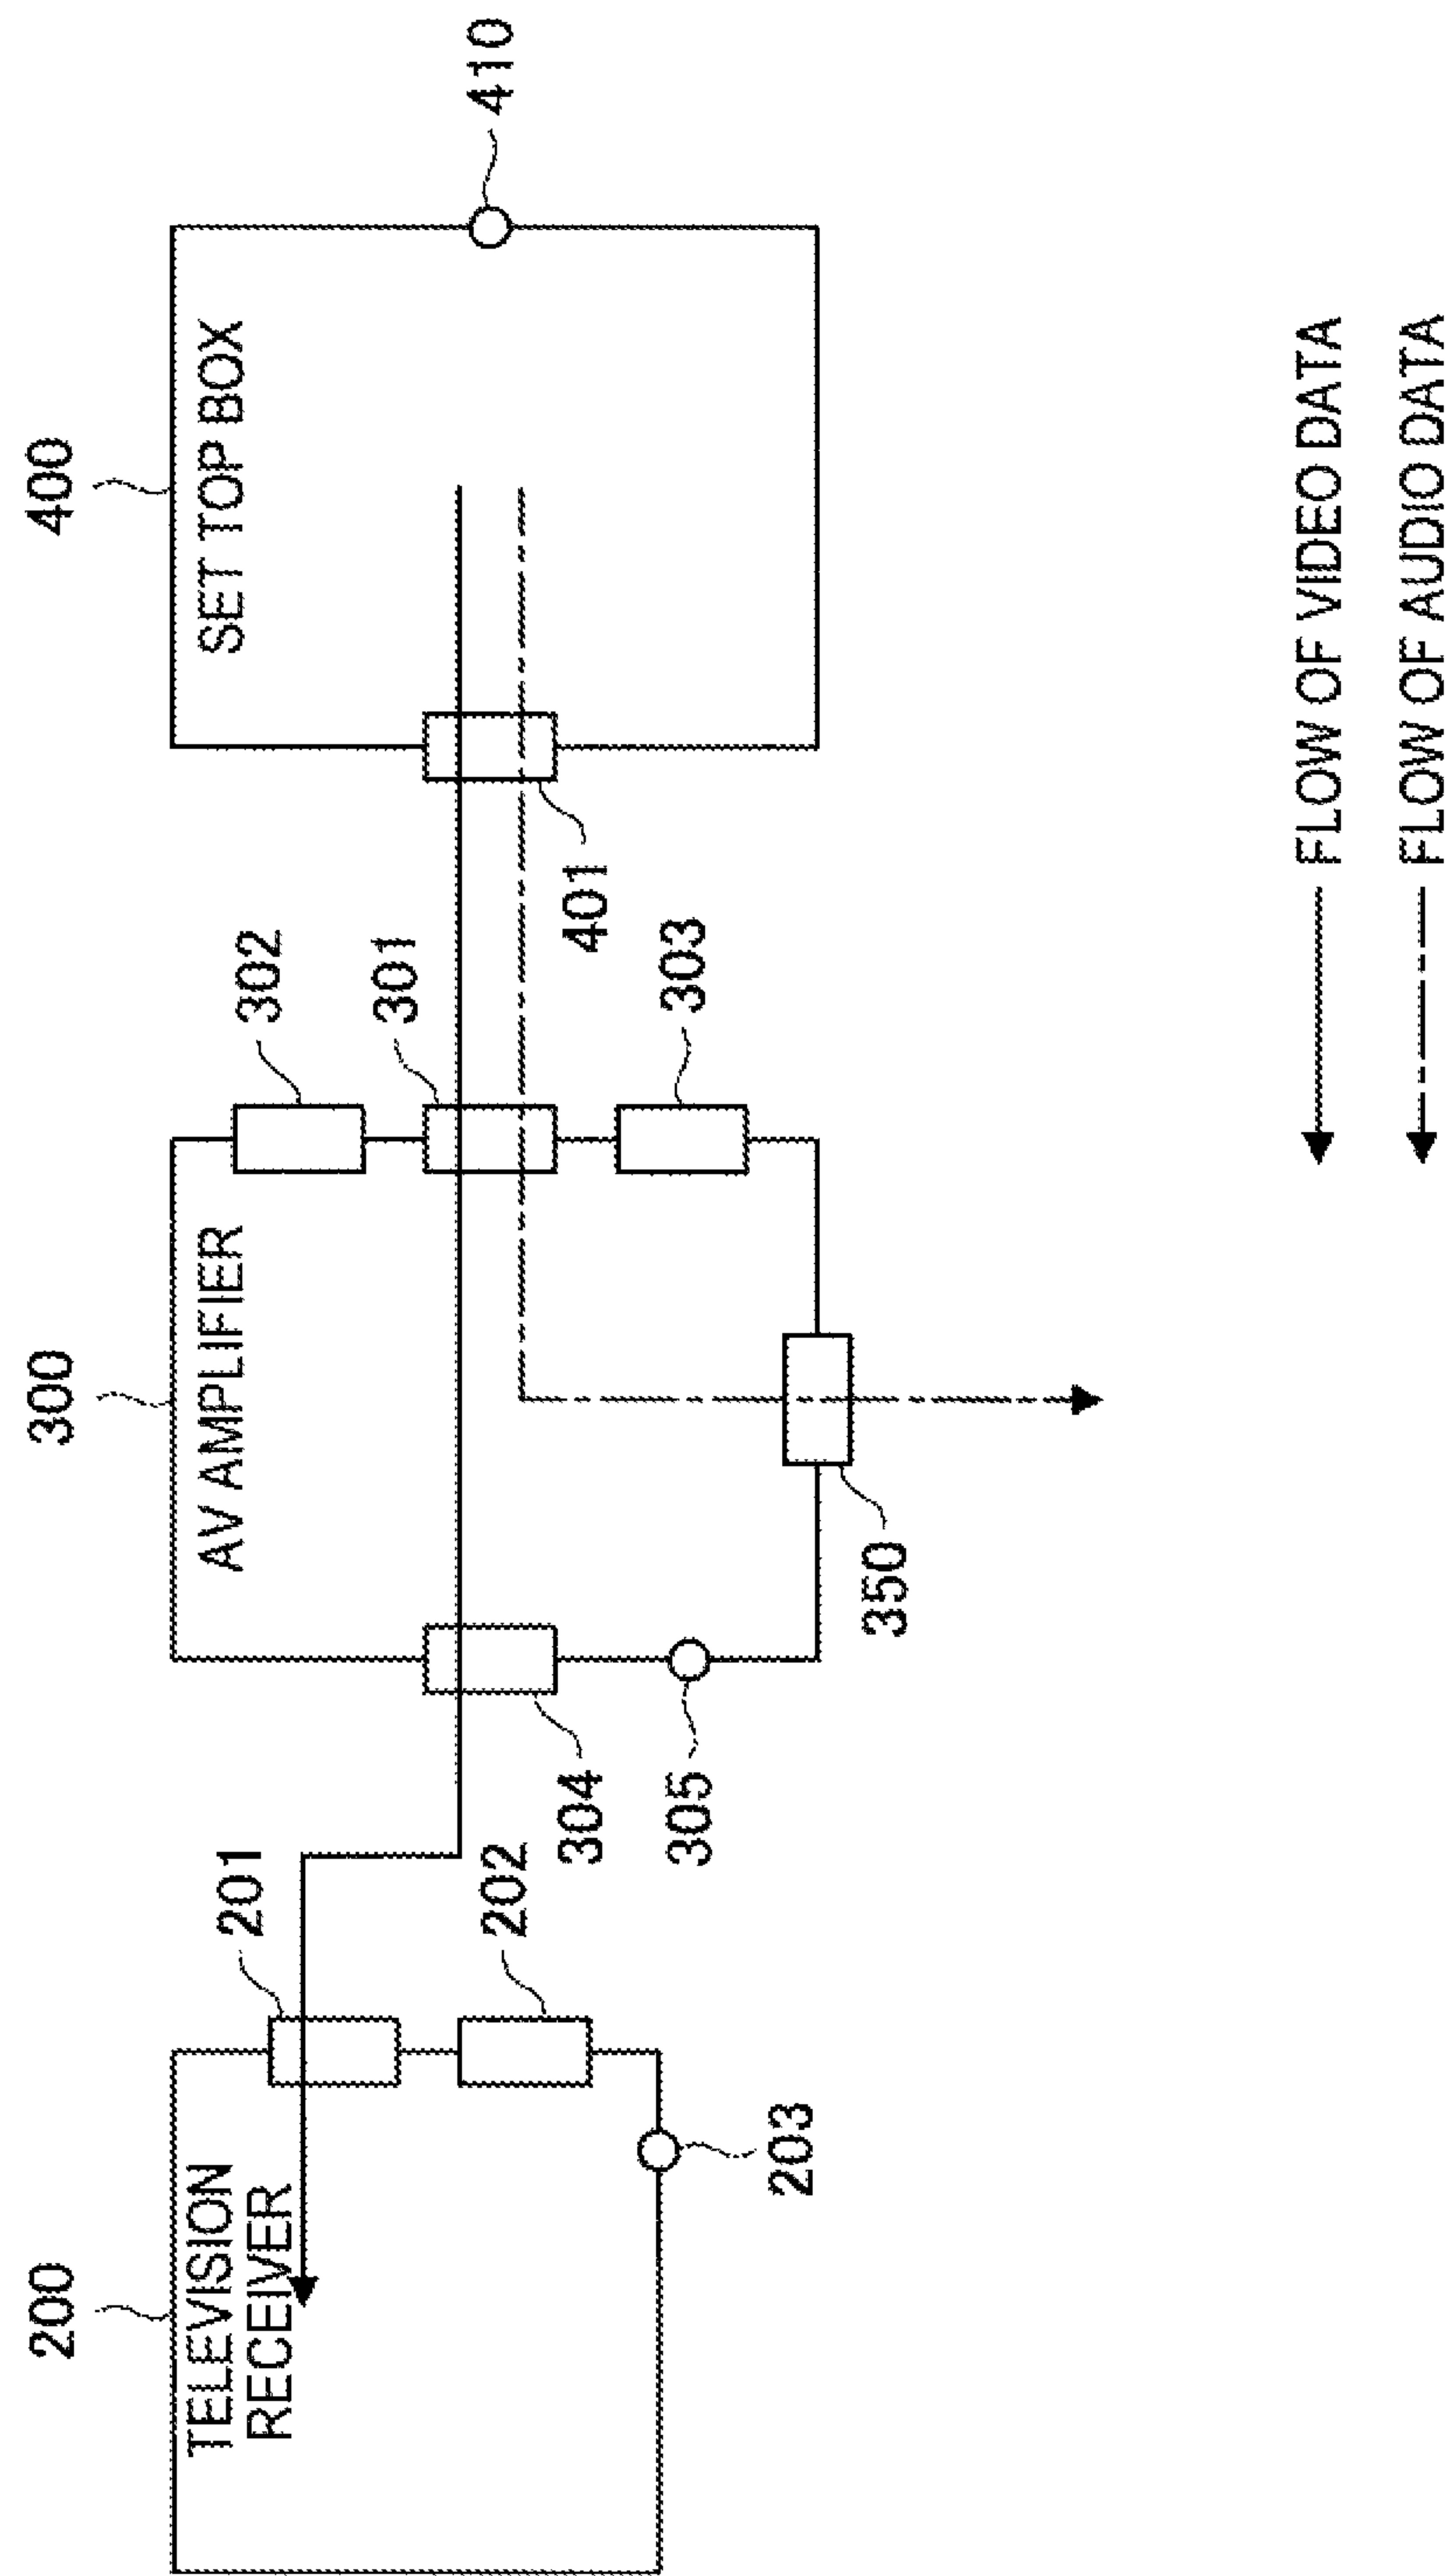 200
TELEVISION
RECEIVER
201
202
203
300
AV AMPLIFIER
304
305
350
302
301
303
400
SET TOP BOX
401
410
FLOW OF VIDEO DATA
FLOW OF AUDIO DATA